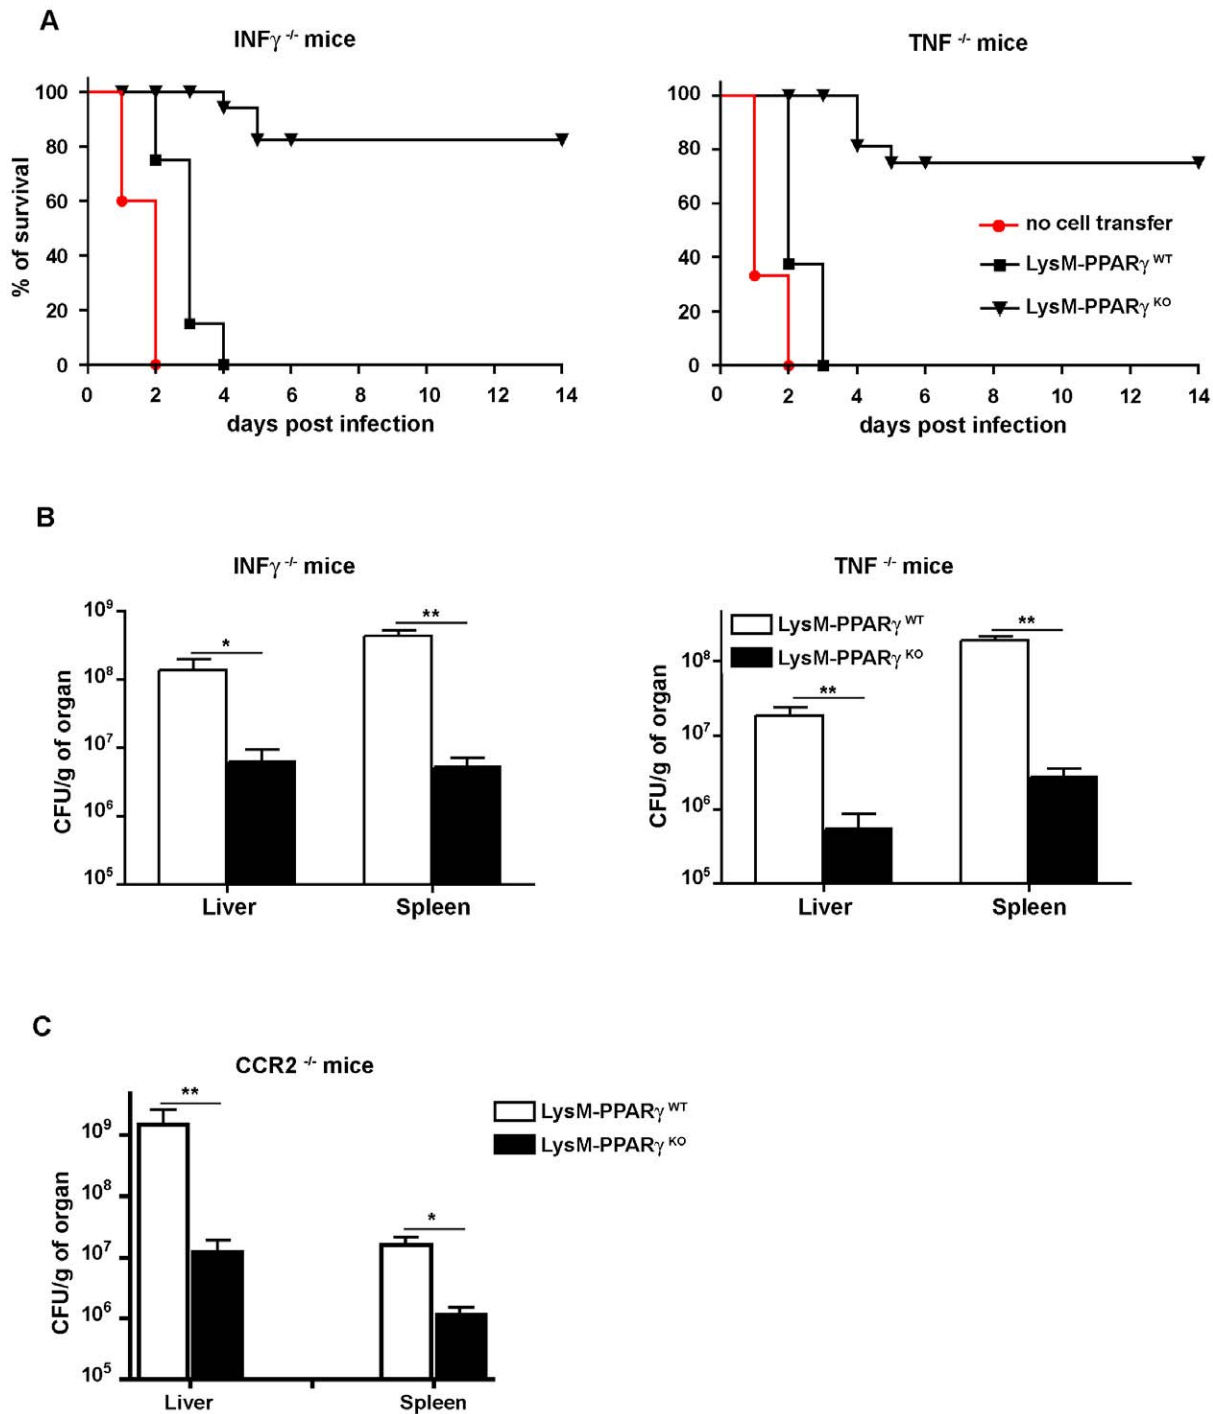 A
INFγ -/- mice
TNF -/- mice
% of survival
100
80
60
40
20
0
0 2 4 6 8 10 12 14
days post infection
100
80
60
40
20
0
0 2 4 6 8 10 12 14
days post infection
no cell transfer
LysM-PPARγ WT
LysM-PPARγ KO
B
INFγ -/- mice
TNF -/- mice
CFU/g of organ
10⁹
10⁸
10⁷
10⁶
10⁵
*
**
Liver Spleen
CFU/g of organ
10⁸
10⁷
10⁶
10⁵
LysM-PPARγ WT
LysM-PPARγ KO
**
**
Liver Spleen
C
CCR2 -/- mice
CFU/g of organ
10⁹
10⁸
10⁷
10⁶
10⁵
**
*
Liver Spleen
LysM-PPARγ WT
LysM-PPARγ KO